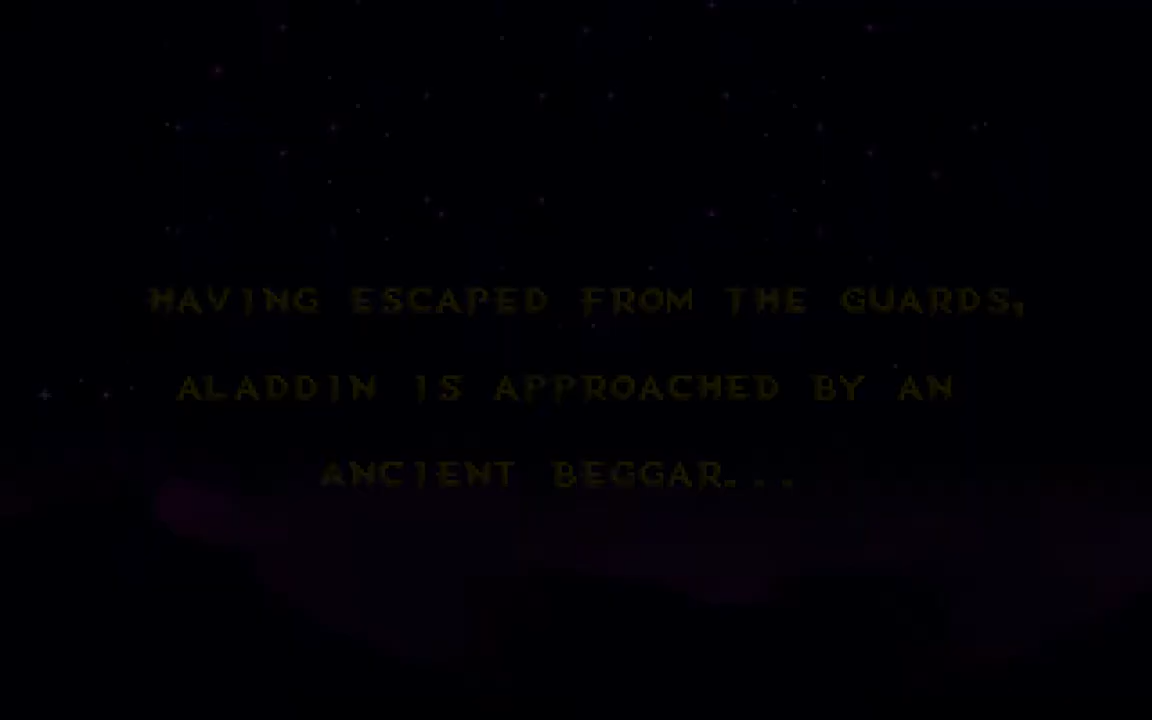 HAVING ESCAPED FROM THE GUARDS,
ALADDIN IS APPROACHED BY AN
ANCIENT BEGGAR...